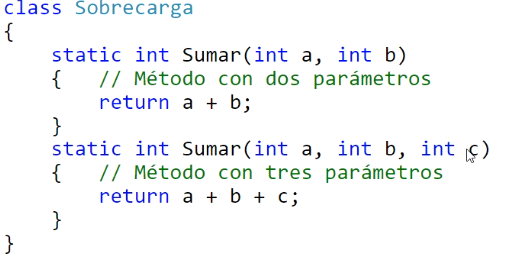 class Sobrecarga
{
    static int Sumar(int a, int b)
    {   // Método con dos parámetros
        return a + b;
    }
    static int Sumar(int a, int b, int c)
    {   // Método con tres parámetros
        return a + b + c;
    }
}